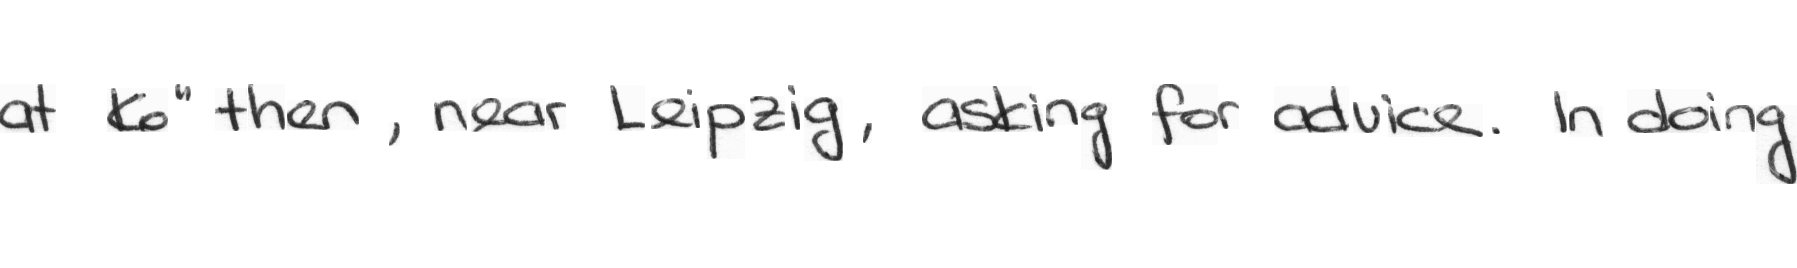 at Ko" then, near Leipzig, asking for advice. In doing